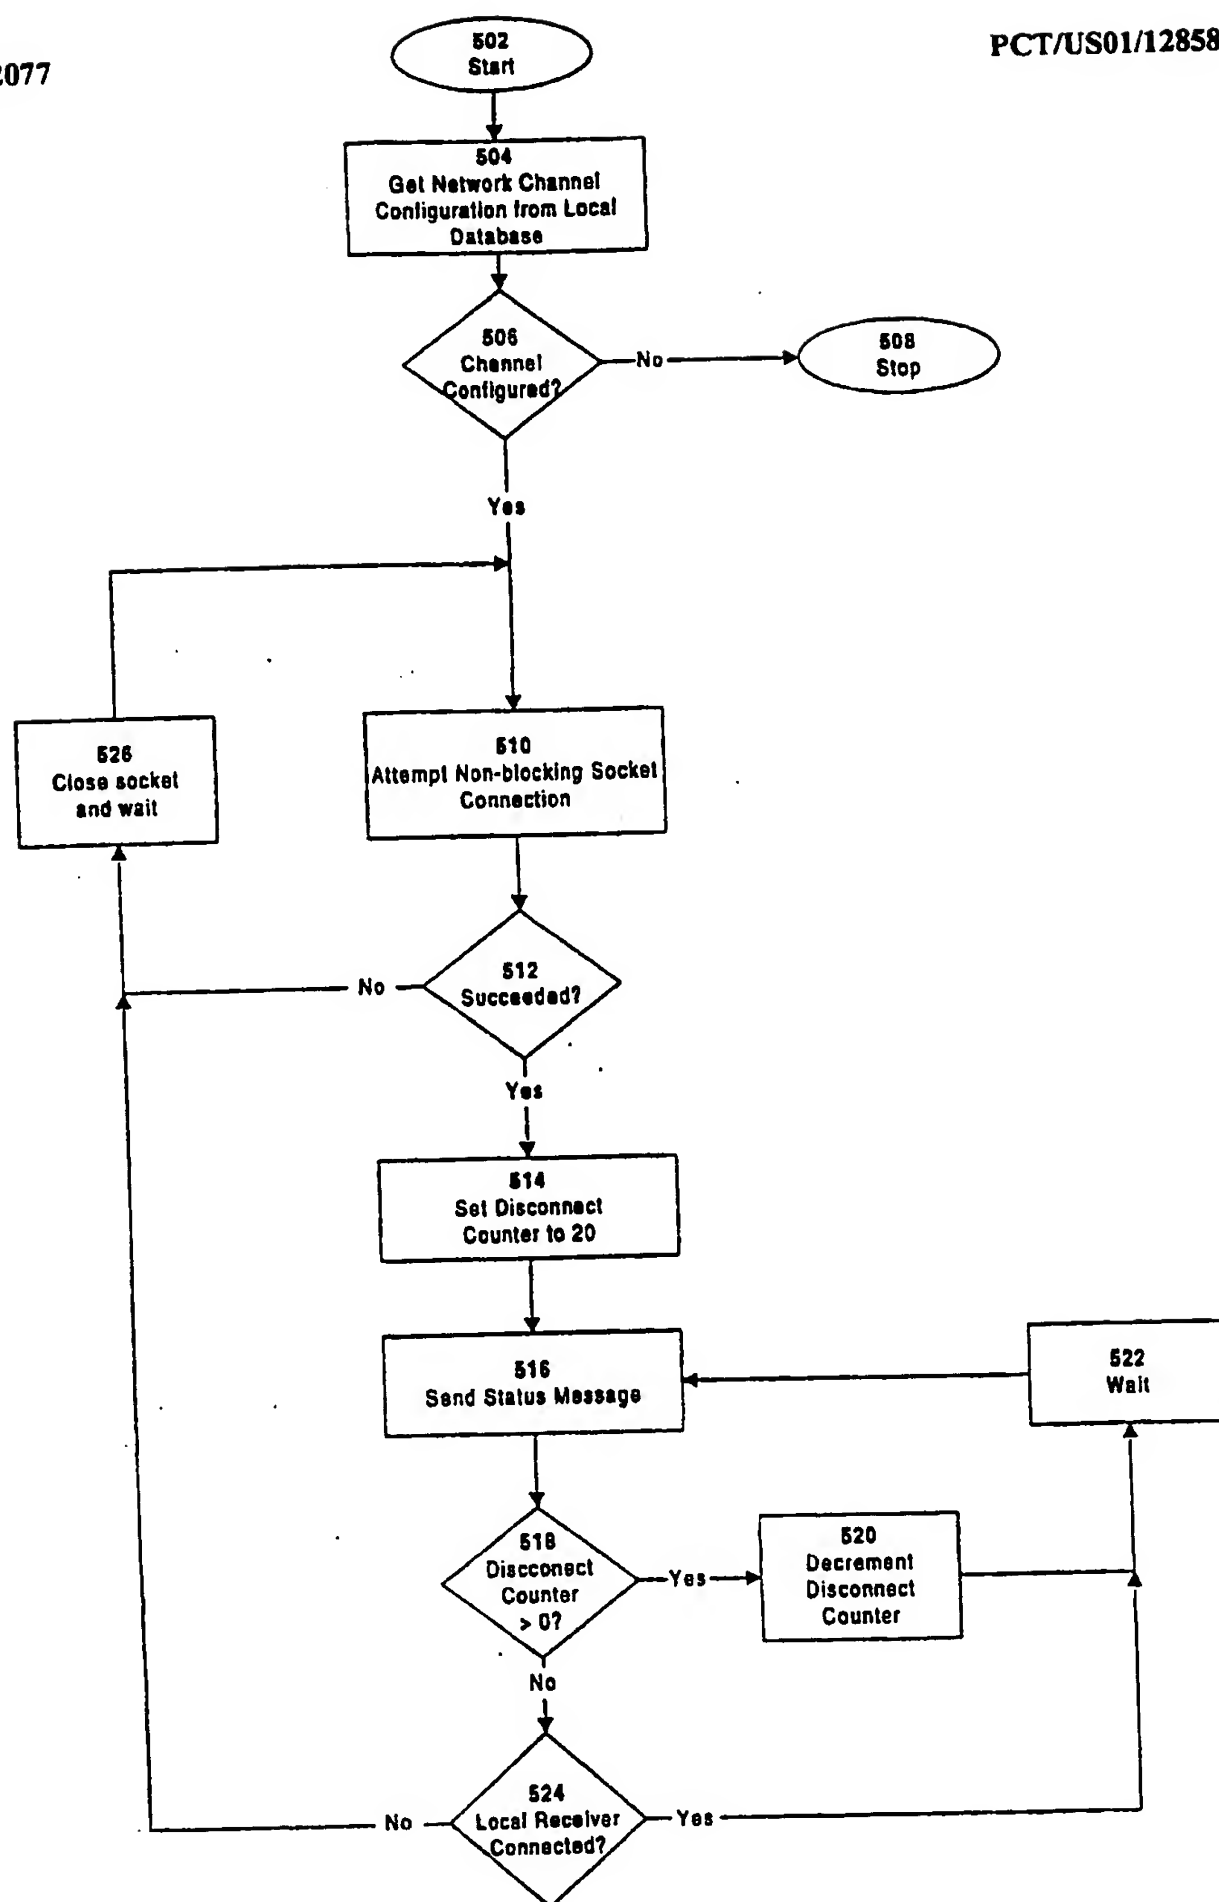 2077
PCT/US01/12858
502
Start
504
Get Network Channel
Configuration from Local
Database
506
Channel
Configured?
No
508
Stop
Yes
526
Close socket
and wait
510
Attempt Non-blocking Socket
Connection
512
Succeeded?
No
Yes
514
Set Disconnect
Counter to 20
516
Send Status Message
522
Wait
518
Discconect
Counter
> 0?
Yes
520
Decrement
Disconnect
Counter
No
524
Local Receiver
Connected?
No
Yes